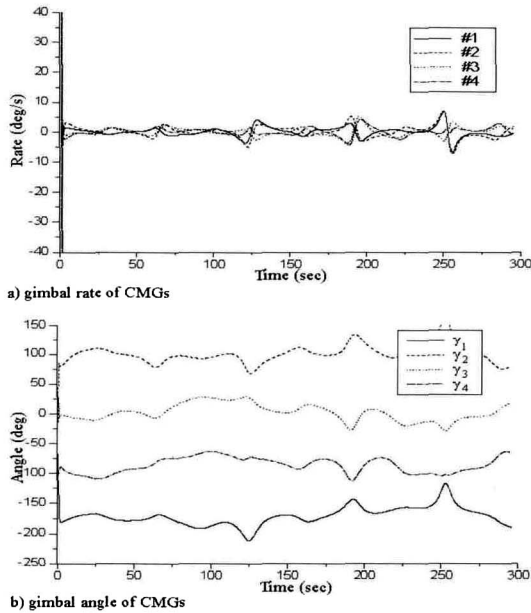 40
30
20
10
0
-10
-20
-30
-40
Rate (deg/s)
#1
#2
#3
#4
0 50 100 150 200 250 300
Time (sec)
a) gimbal rate of CMGs
150
100
50
0
-50
-100
-150
-200
-250
Angle (deg)
γ1
γ2
γ3
γ4
0 50 100 150 200 250 300
Time (sec)
b) gimbal angle of CMGs